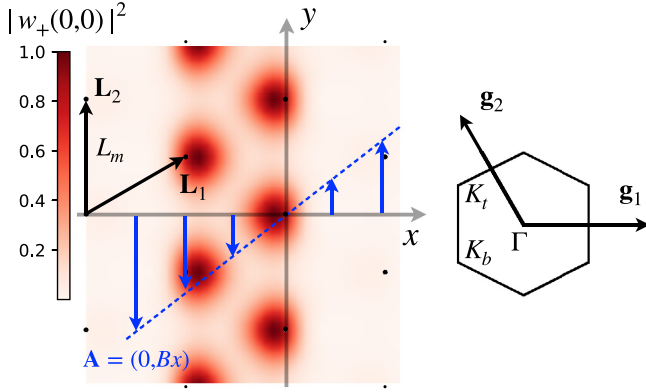 |w₊(0,0)|²
y
1.0
0.8
0.6
0.4
0.2
L₂
Lₘ
L₁
x
A = (0,Bx)
g₂
Kₜ
g₁
Γ
K_b